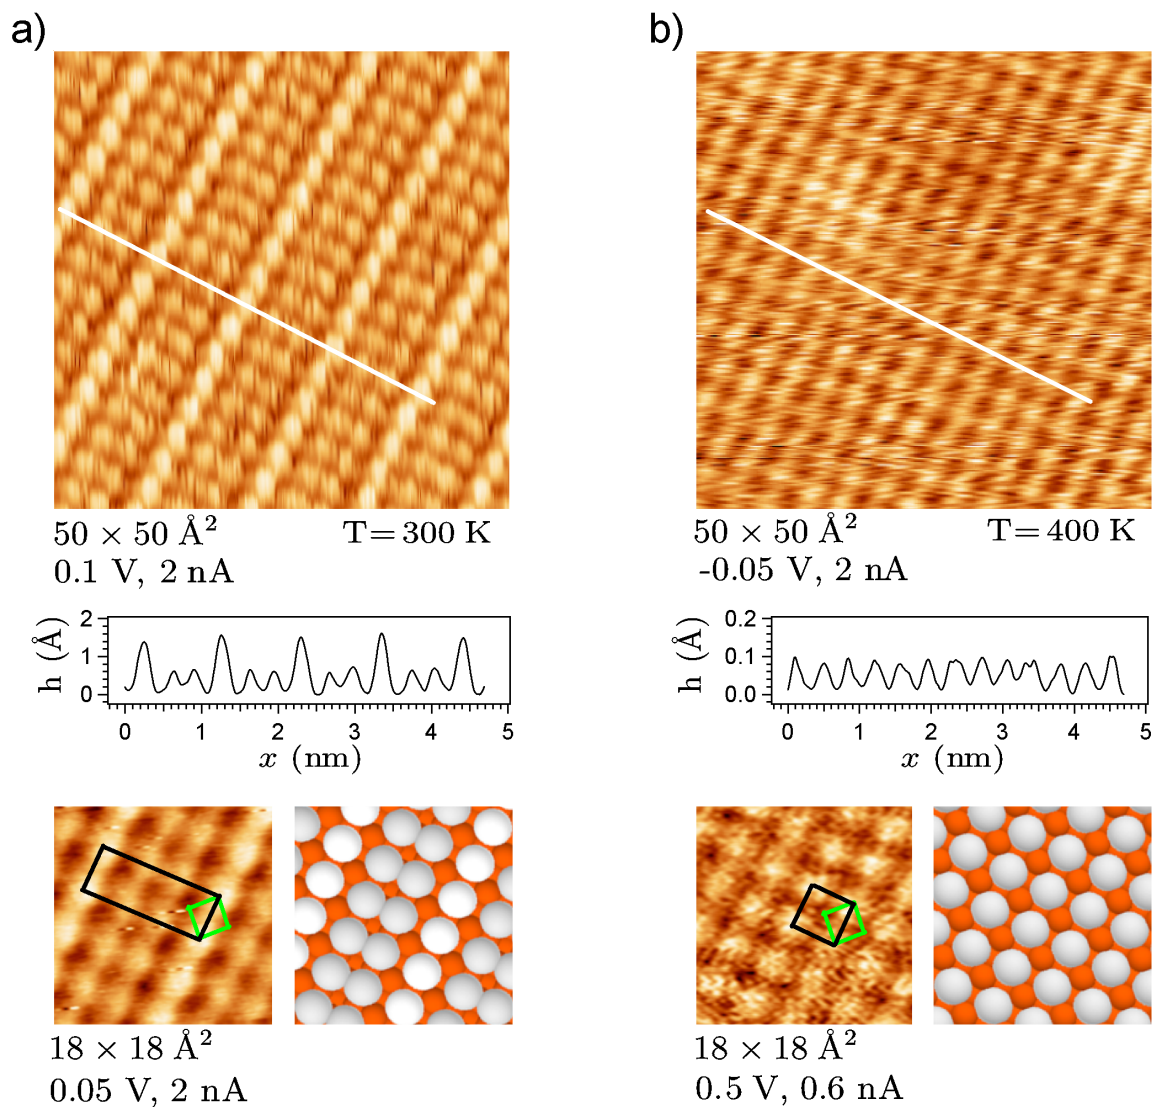 a)
50 × 50 Å²
T=300 K
0.1 V, 2 nA
h (Å)
2
1
0
0 1 2 3 4 5
x (nm)
18 × 18 Å²
0.05 V, 2 nA
b)
50 × 50 Å²
T=400 K
-0.05 V, 2 nA
h (Å)
0.2
0.1
0.0
0 1 2 3 4 5
x (nm)
18 × 18 Å²
0.5 V, 0.6 nA